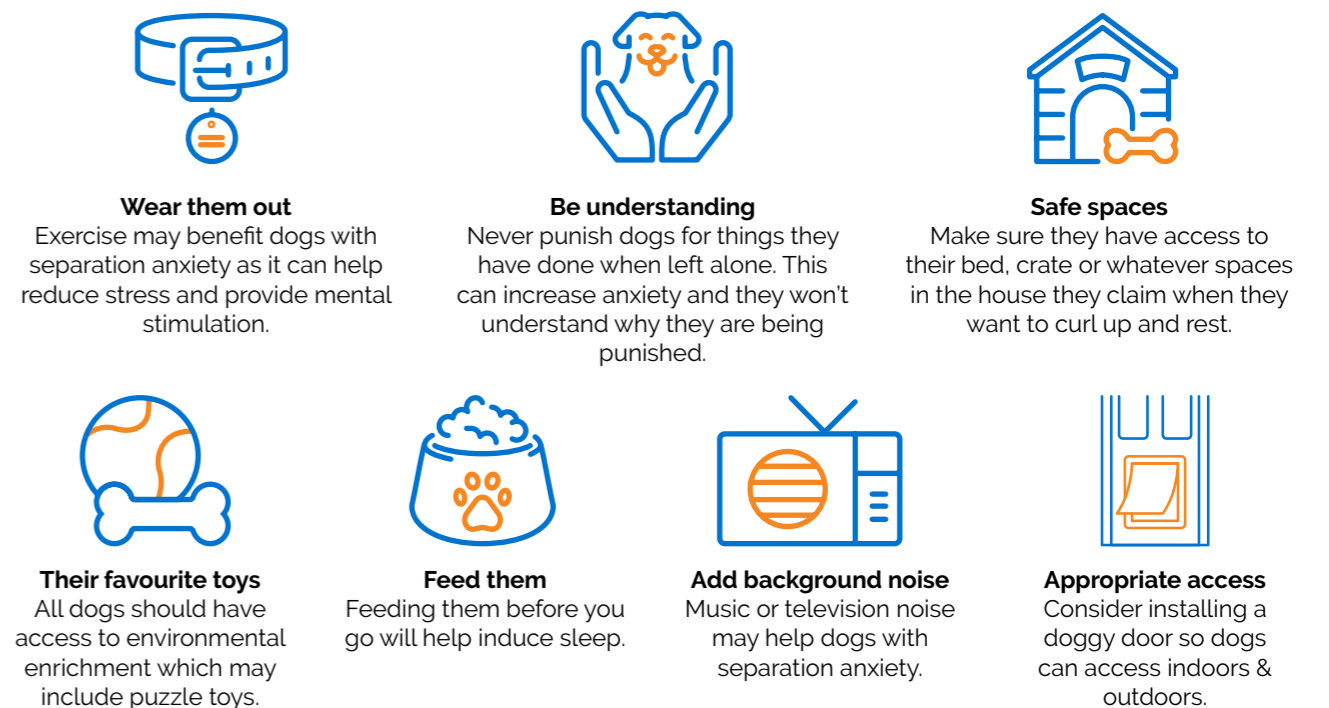 Wear them out
Exercise may benefit dogs with
separation anxiety as it can help
reduce stress and provide mental
stimulation.
Be understanding
Never punish dogs for things they
have done when left alone. This
can increase anxiety and they won't
understand why they are being
punished.
Safe spaces
Make sure they have access to
their bed, crate or whatever spaces
in the house they claim when they
want to curl up and rest.
Their favourite toys
All dogs should have
access to environmental
enrichment which may
include puzzle toys.
Feed them
Feeding them before you
go will help induce sleep.
Add background noise
Music or television noise
may help dogs with
separation anxiety.
Appropriate access
Consider installing a
doggy door so dogs
can access indoors &
outdoors.